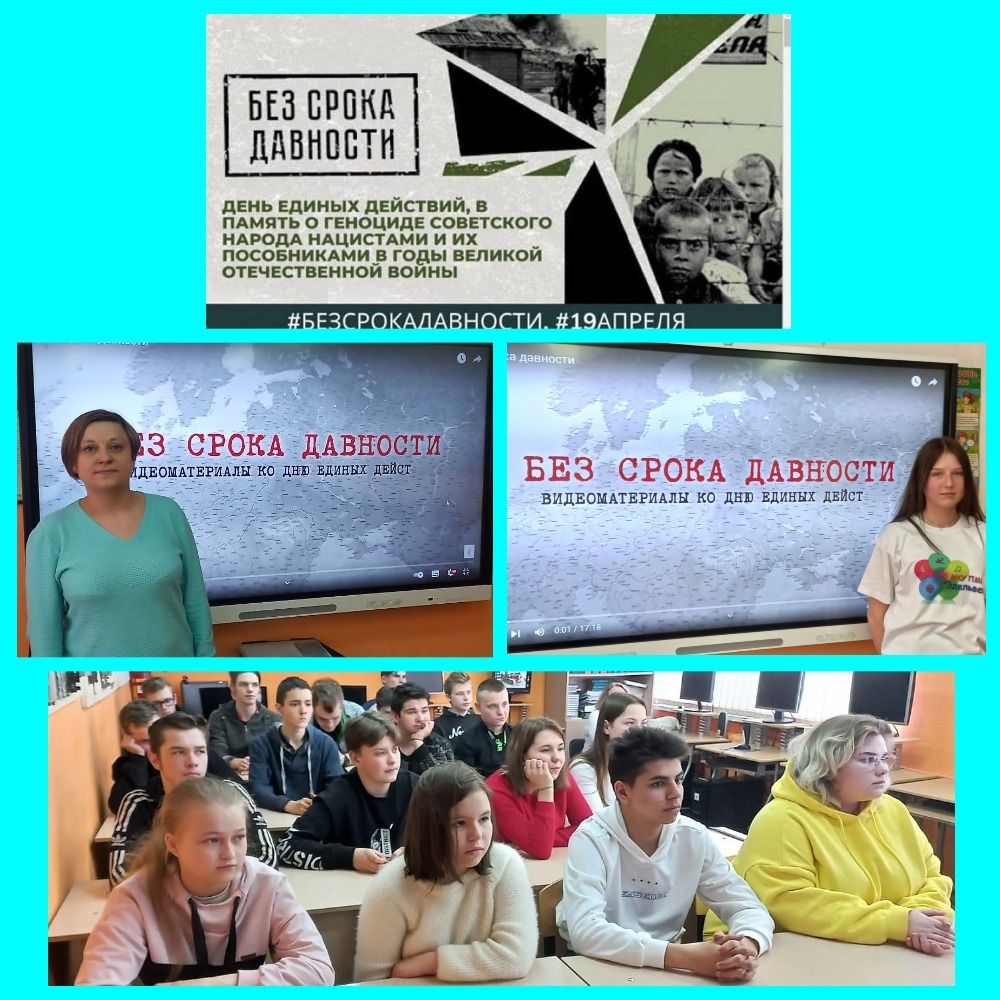 БЕЗ СРОКА
ДАВНОСТИ
ДЕНЬ ЕДИНЫХ ДЕЙСТВИЙ, В
ПАМЯТЬ О ГЕНОЦИДЕ СОВЕТСКОГО
НАРОДА НАЦИСТАМИ И ИХ
ПОСОБНИКАМИ В ГОДЫ ВЕЛИКОЙ
ОТЕЧЕСТВЕННОЙ ВОЙНЫ
#БЕЗСРОКАДАВНОСТИ, #19АПРЕЛЯ
ЕЗ СРОКА ДАВНОСТИ
ВИДЕОМАТЕРИАЛЫ КО ДНЮ ЕДИНЫХ ДЕЙСТ
ка давности
БЕЗ СРОКА ДАВНОСТИ
ВИДЕОМАТЕРИАЛЫ КО ДНЮ ЕДИНЫХ ДЕЙСТ
0:01 / 17:18